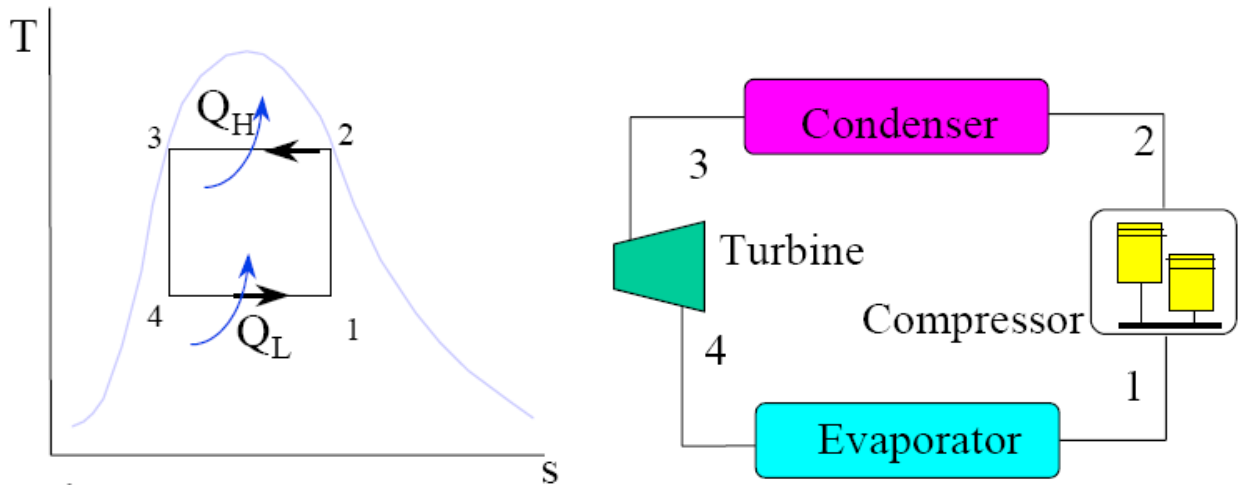 T
Q_H
3
2
4
1
Q_L
s
Condenser
3
2
Turbine
Compressor
4
1
Evaporator